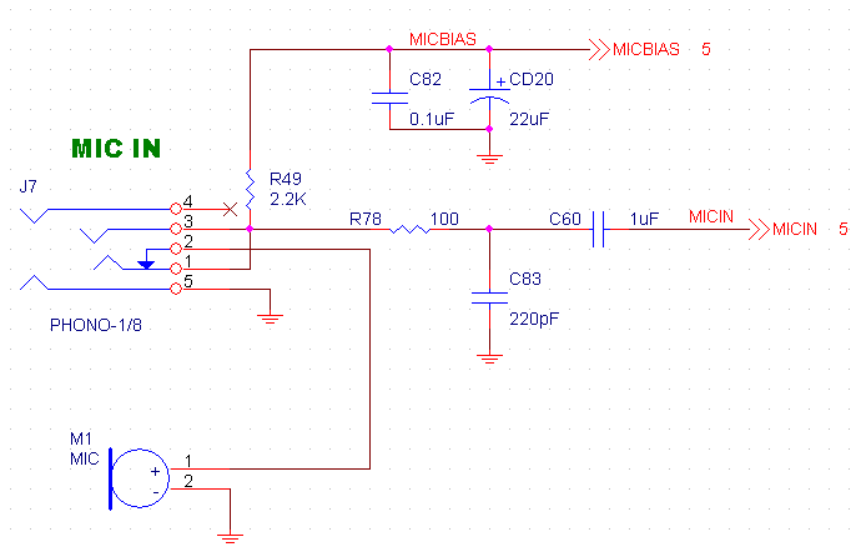 MICBIAS
MICBIAS 5
C82
+ CD20
0.1uF
22uF
MIC IN
J7
R49
2.2K
4
3
2
1
5
R78 100
C60 1uF
MICIN
MICIN 5
C83
220pF
PHONO-1/8
M1
MIC
+
-
1
2